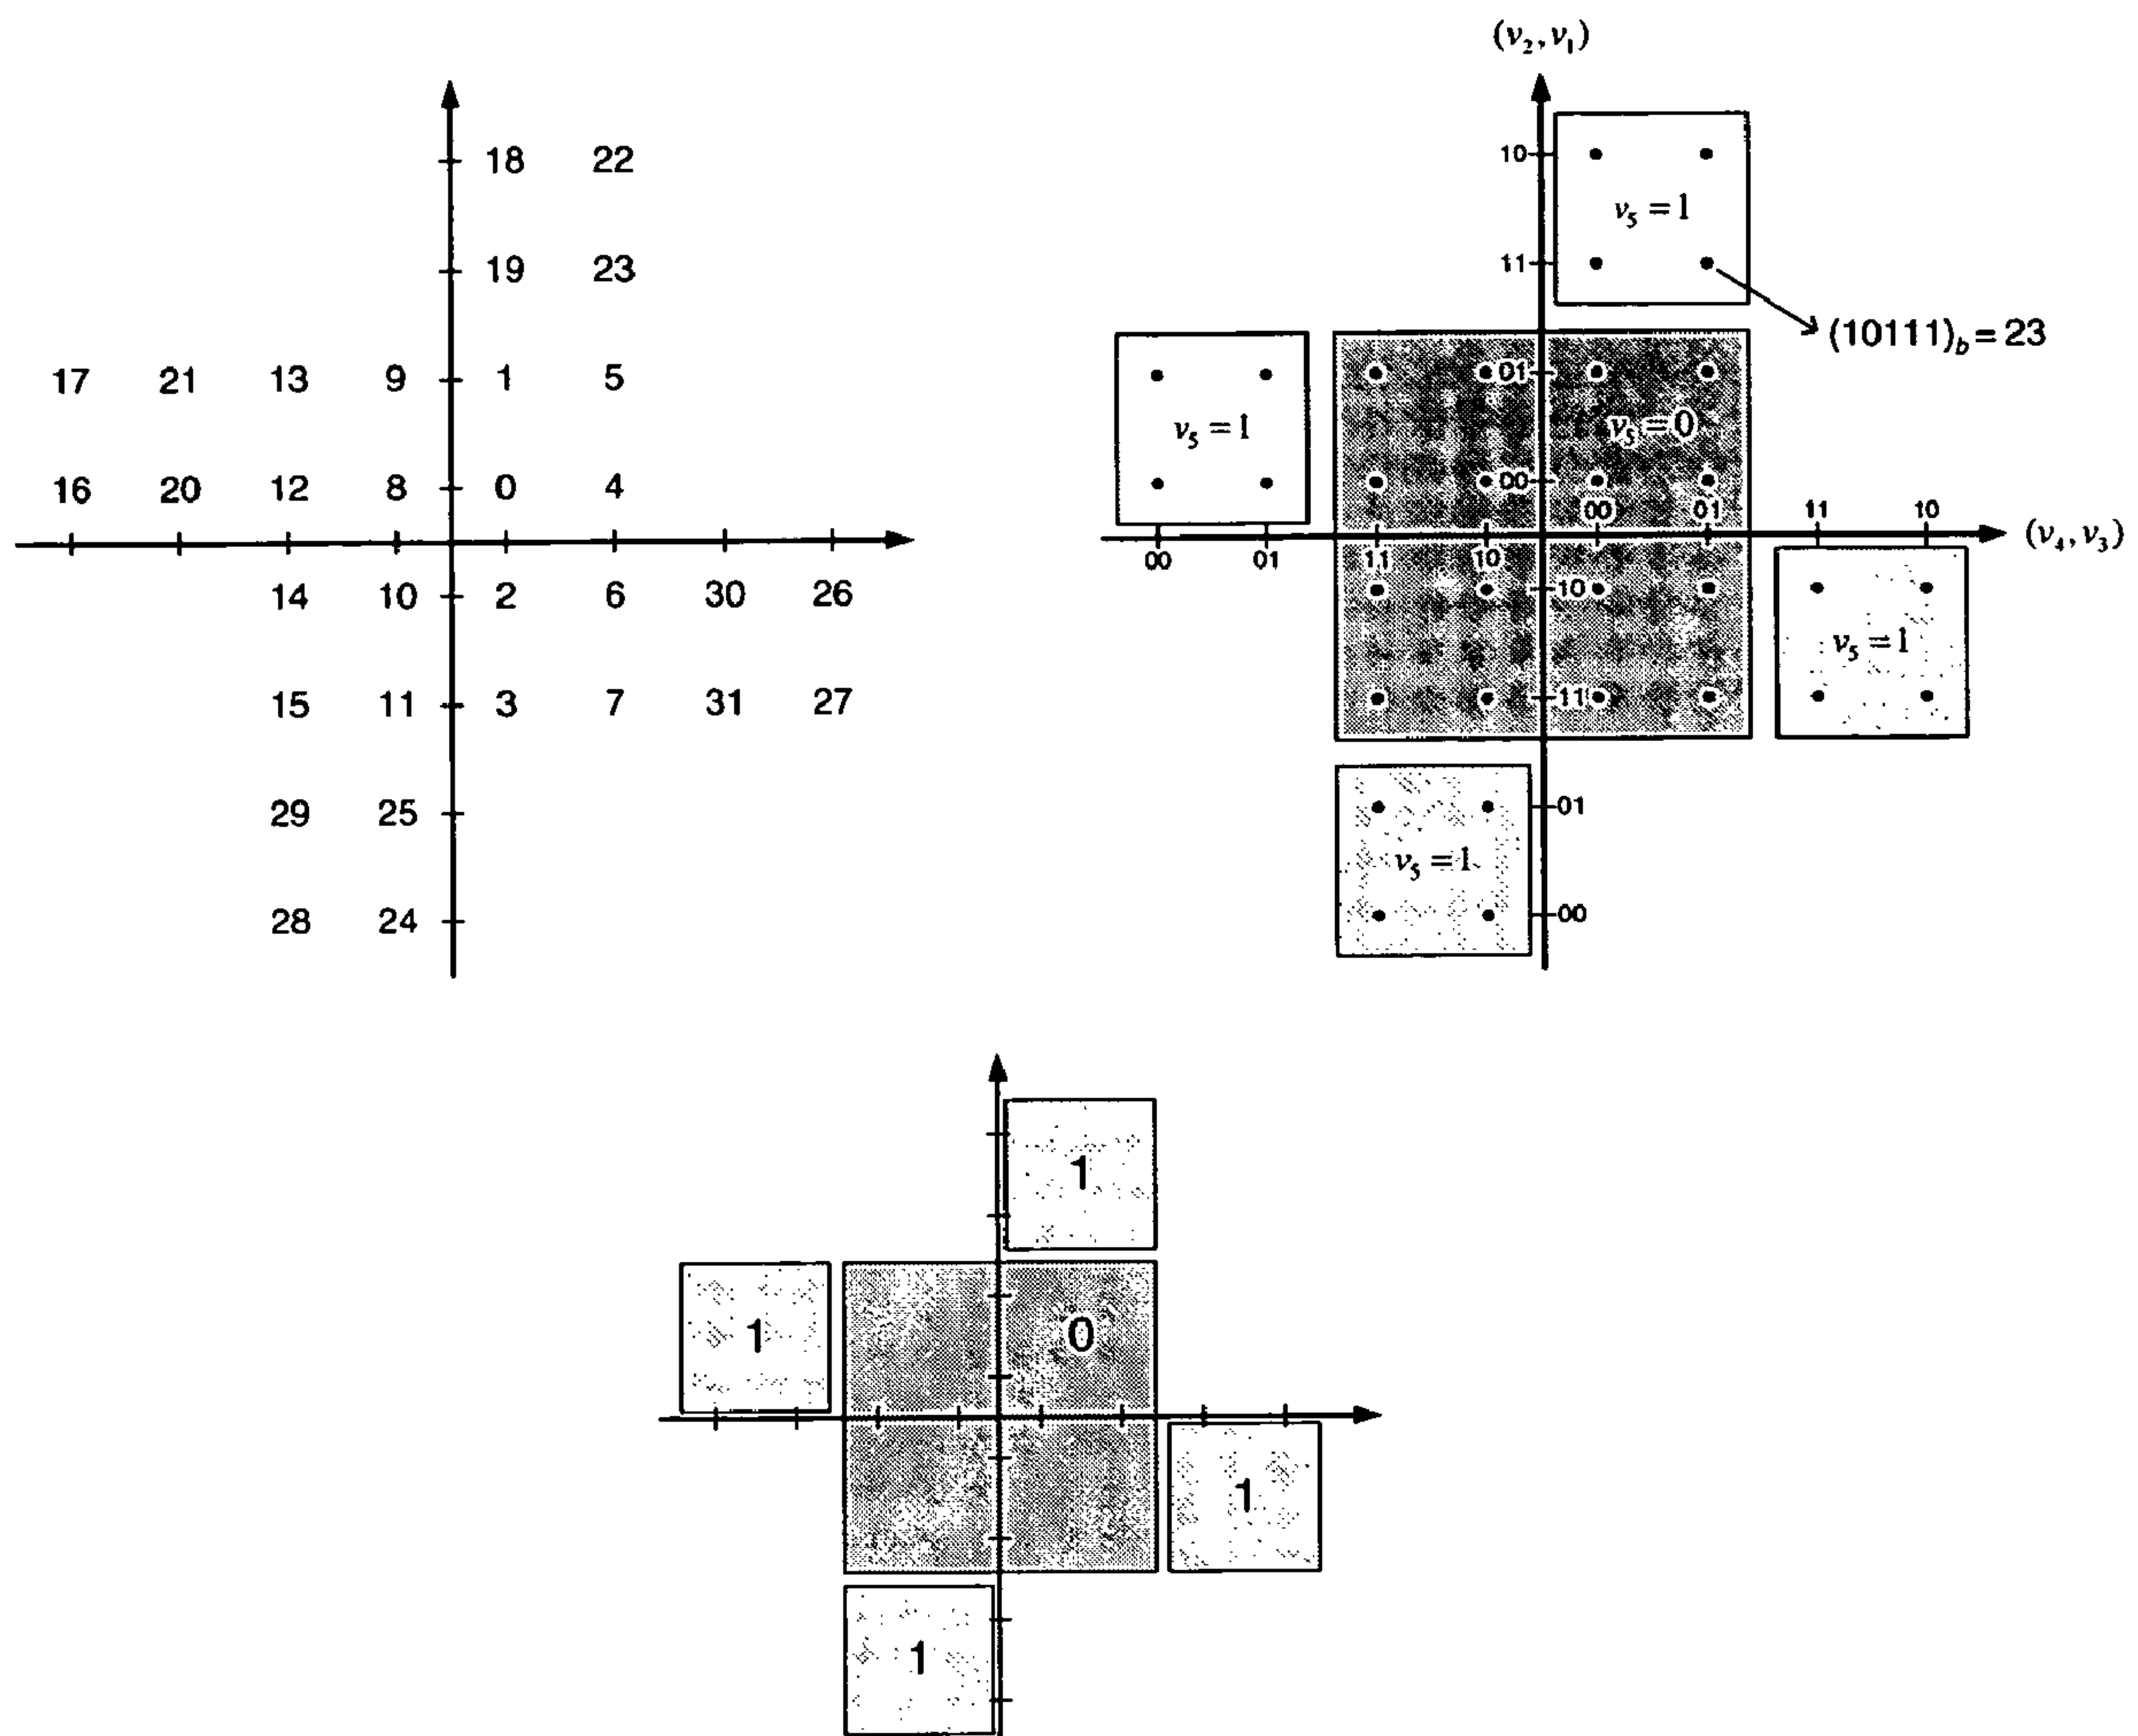 18 22
19 23
17 21 13 9 1 5
16 20 12 8 0 4
14 10 2 6 30 26
15 11 3 7 31 27
29 25
28 24
(v₂, v₁)
10
v₅ = 1
11
(10111)b = 23
01
v₅ = 1
v₅ = 0
00
00 01 11 10
(v₄, v₃)
00 01 11 10
10
v₅ = 1
11
01
v₅ = 1
00
1
1
0
1
1